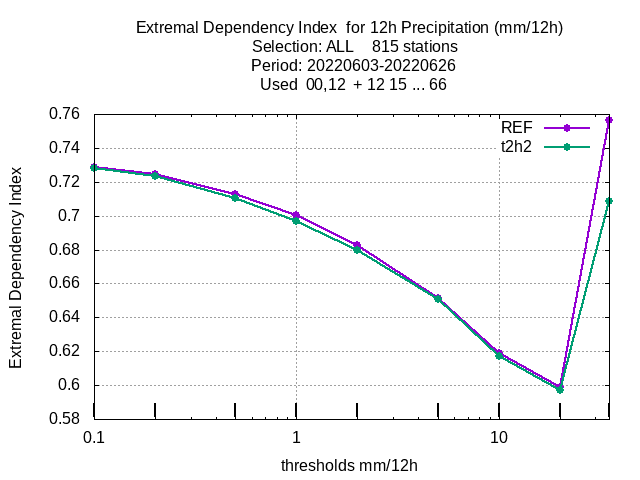 Extremal Dependency Index  for 12h Precipitation (mm/12h)
Selection: ALL    815 stations
Period: 20220603-20220626
Used  00,12  + 12 15 ... 66
REF
t2h2
Extremal Dependency Index
0.76
0.74
0.72
0.7
0.68
0.66
0.64
0.62
0.6
0.58
0.1
1
10
thresholds mm/12h